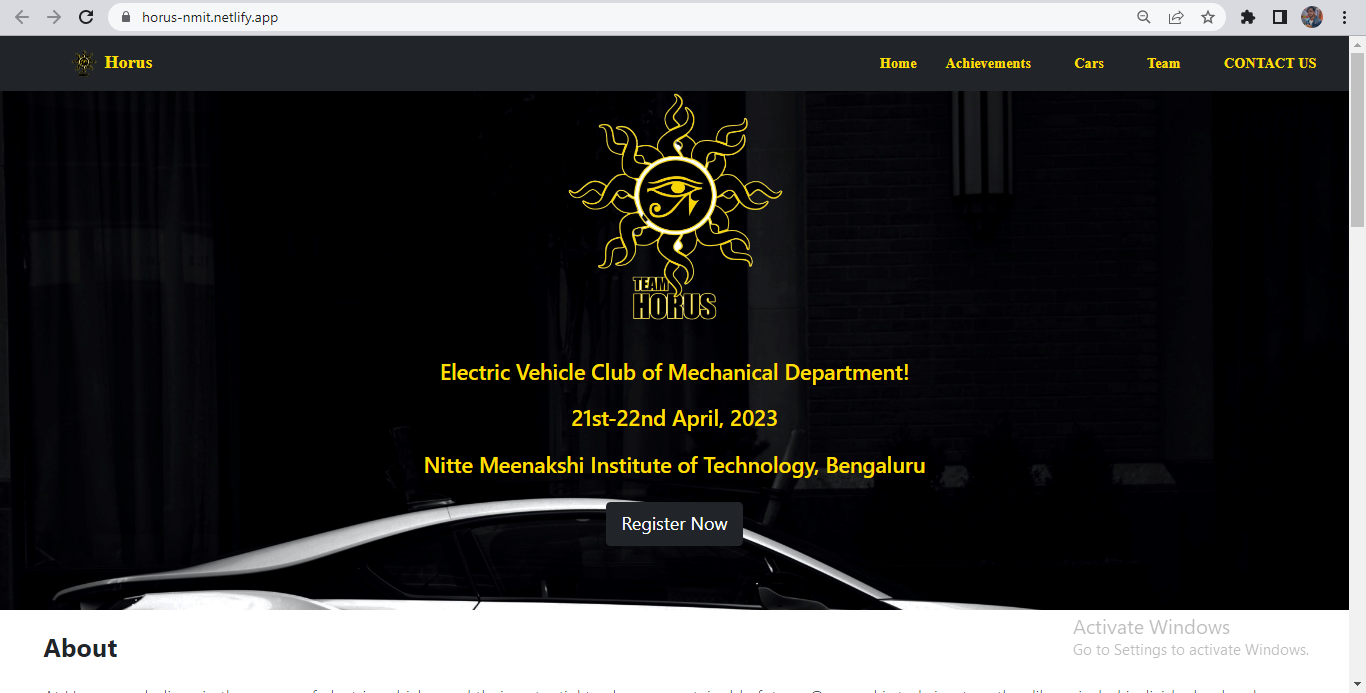 horus-nmit.netlify.app
Horus
Home Achievements Cars Team CONTACT US
TEAM
HORUS
Electric Vehicle Club of Mechanical Department!
21st-22nd April, 2023
Nitte Meenakshi Institute of Technology, Bengaluru
Register Now
About
Activate Windows
Go to Settings to activate Windows.